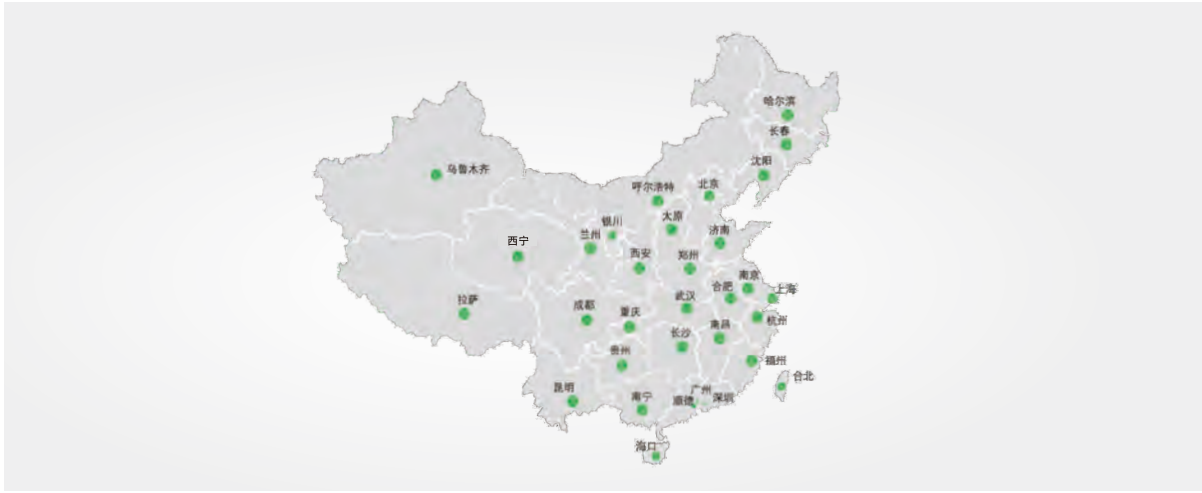 哈尔滨
长春
沈阳
乌鲁木齐
呼尔浩特
北京
银川
太原
兰州
济南
西宁
西安
郑州
南京
合肥
上海
拉萨
成都
重庆
武汉
杭州
长沙
南昌
贵州
福州
台北
昆明
南宁
广州
顺德
深圳
海口